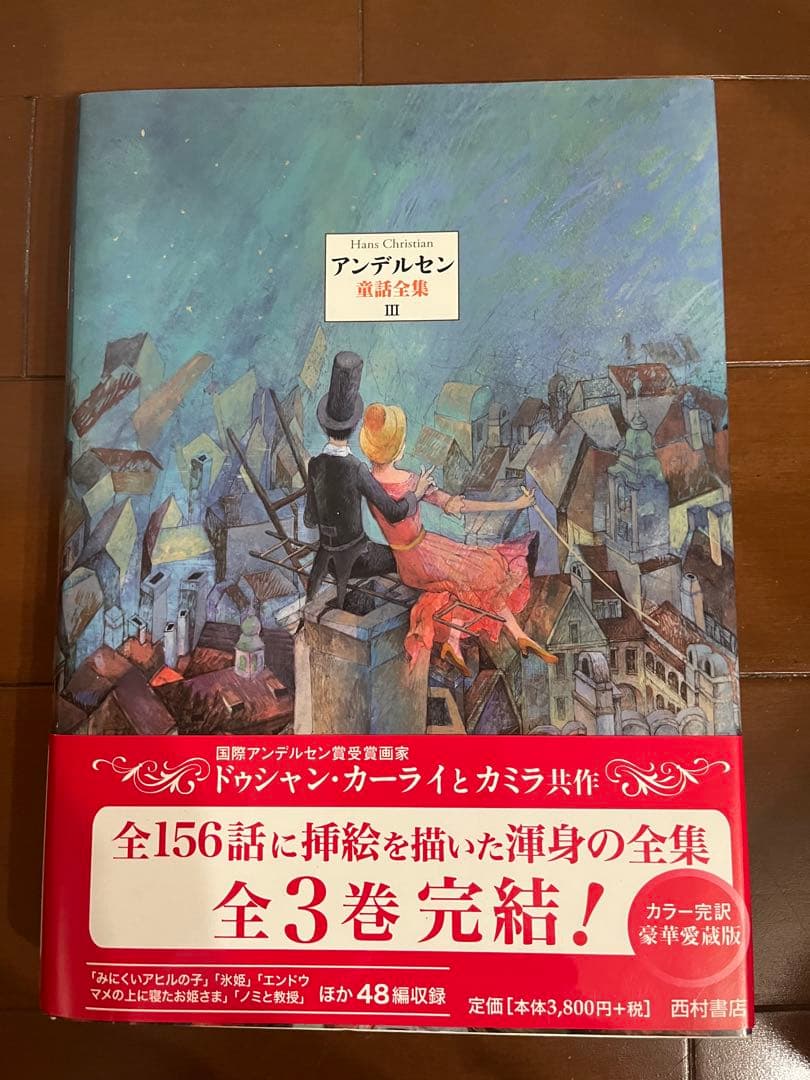 Hans Christian
アンデルセン
童話全集
III
国際アンデルセン賞受賞画家
ドゥシャン・カーライとカミラ共作
全156話に挿絵を描いた渾身の全集
全3巻完結!
カラー完訳
豪華愛蔵版
「みにくいアヒルの子」「氷姫」「エンドウ
マメの上に寝たお姫さま」「ノミと教授」
ほか48編収録
定価[本体3,800円+税]
西村書店